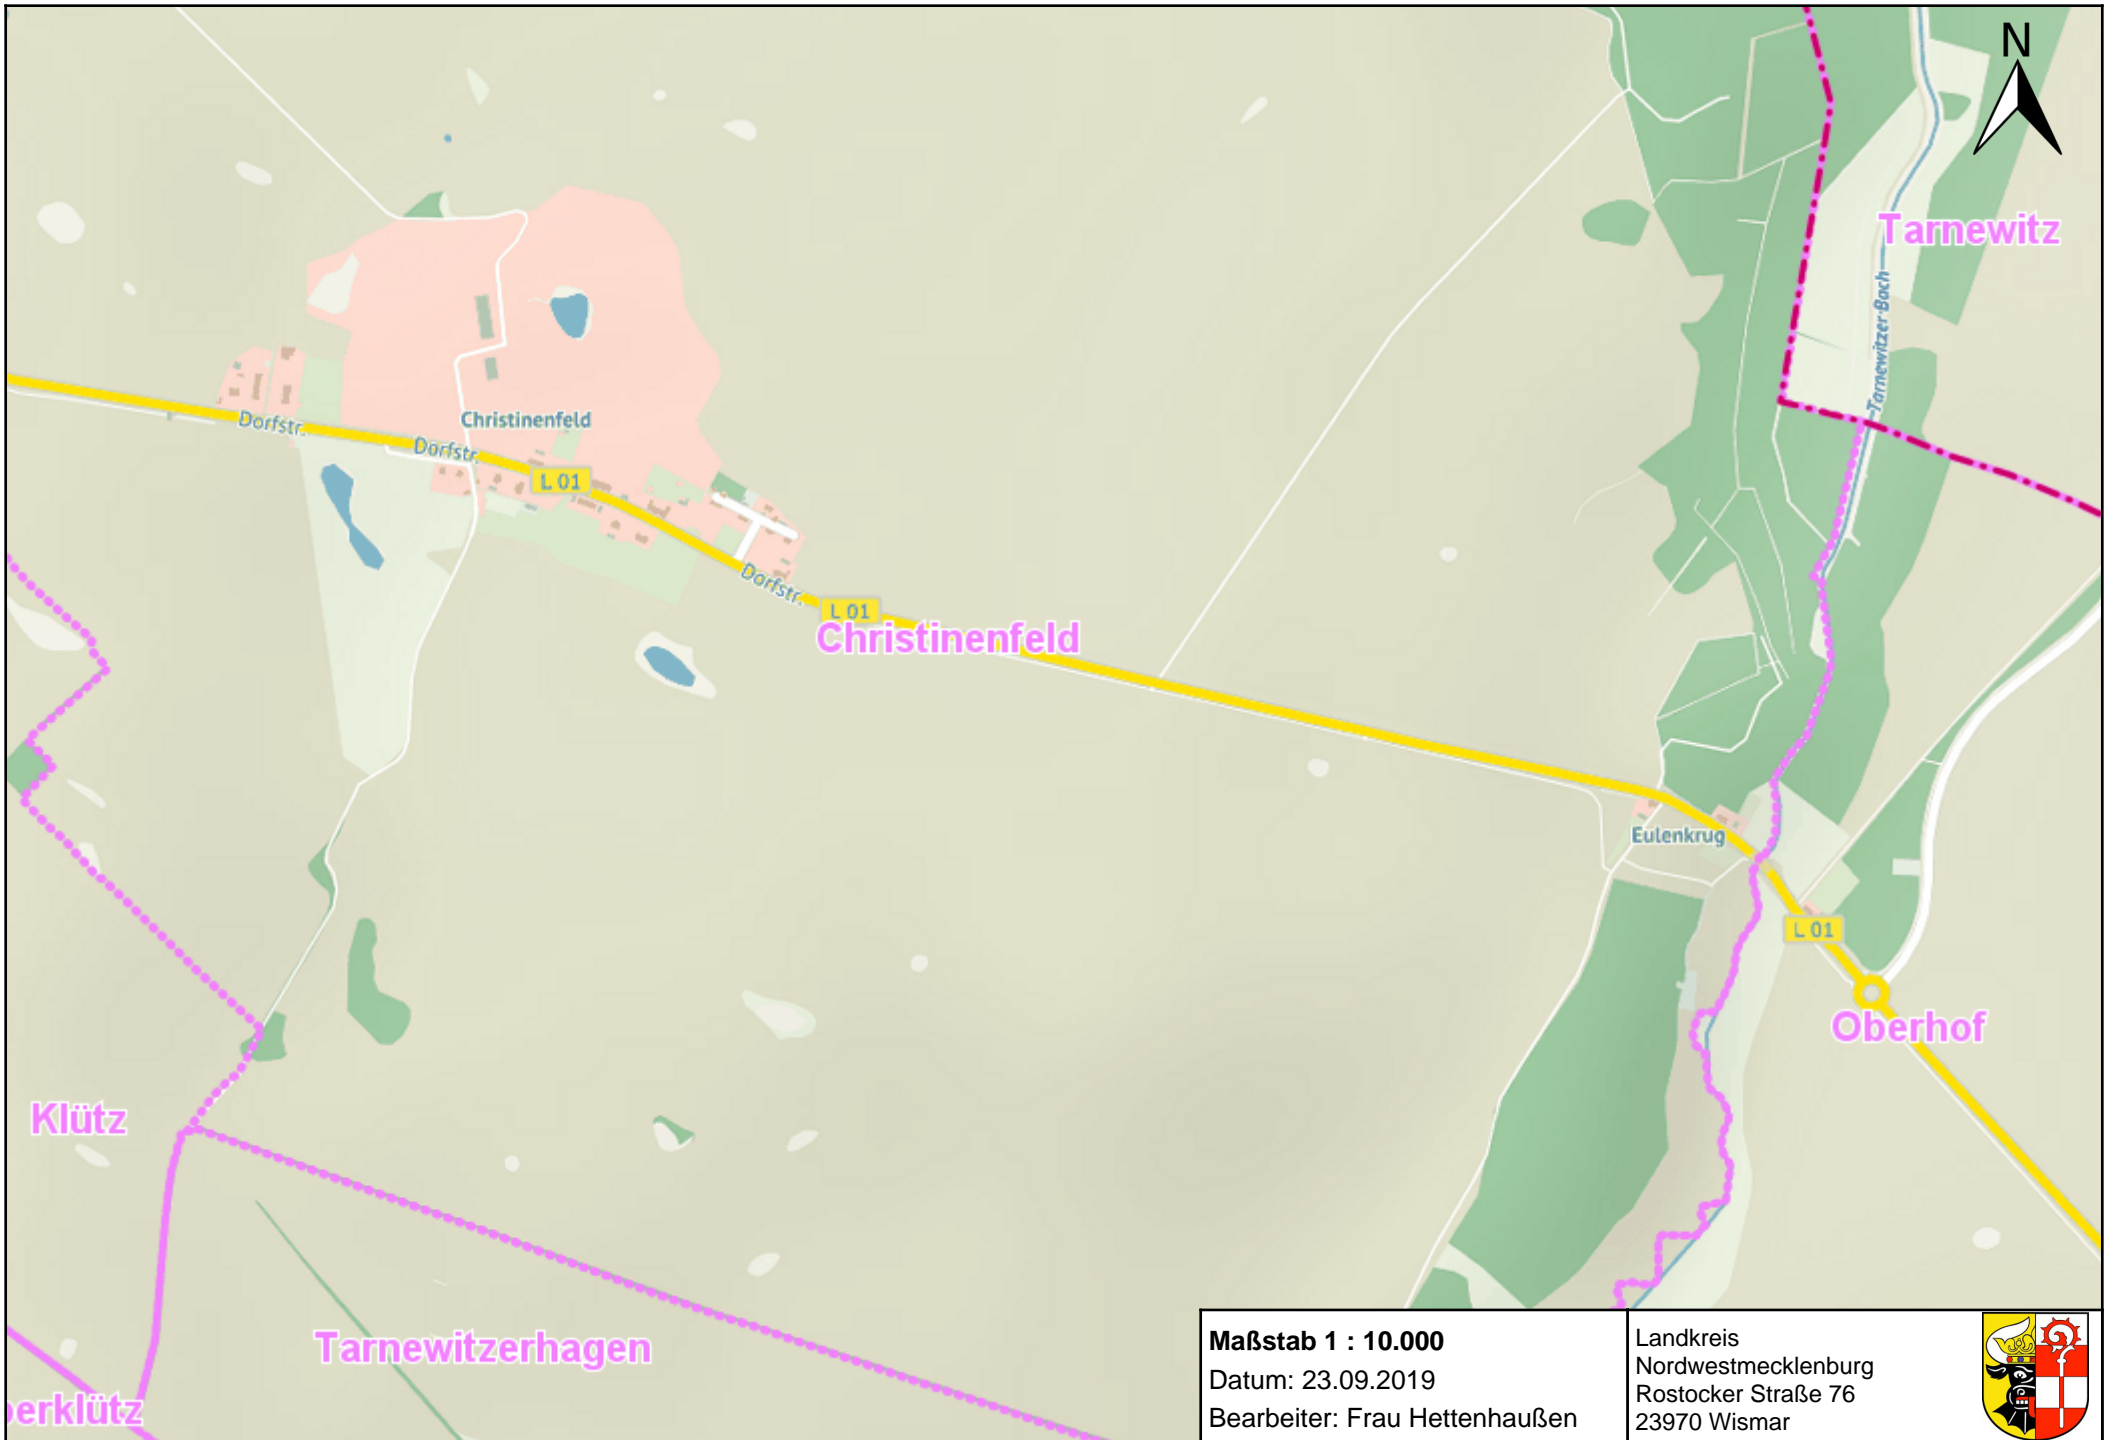 N
Tarnewitz
Tarnewitzer Bach
Dorfstr.
Christinenfeld
Dorfstr.
L 01
Dorfstr.
L 01
Christinenfeld
Eulenkrug
L 01
Oberhof
Klütz
Tarnewitzerhagen
erklütz
Maßstab 1 : 10.000
Datum: 23.09.2019
Bearbeiter: Frau Hettenhaußen
Landkreis
Nordwestmecklenburg
Rostocker Straße 76
23970 Wismar